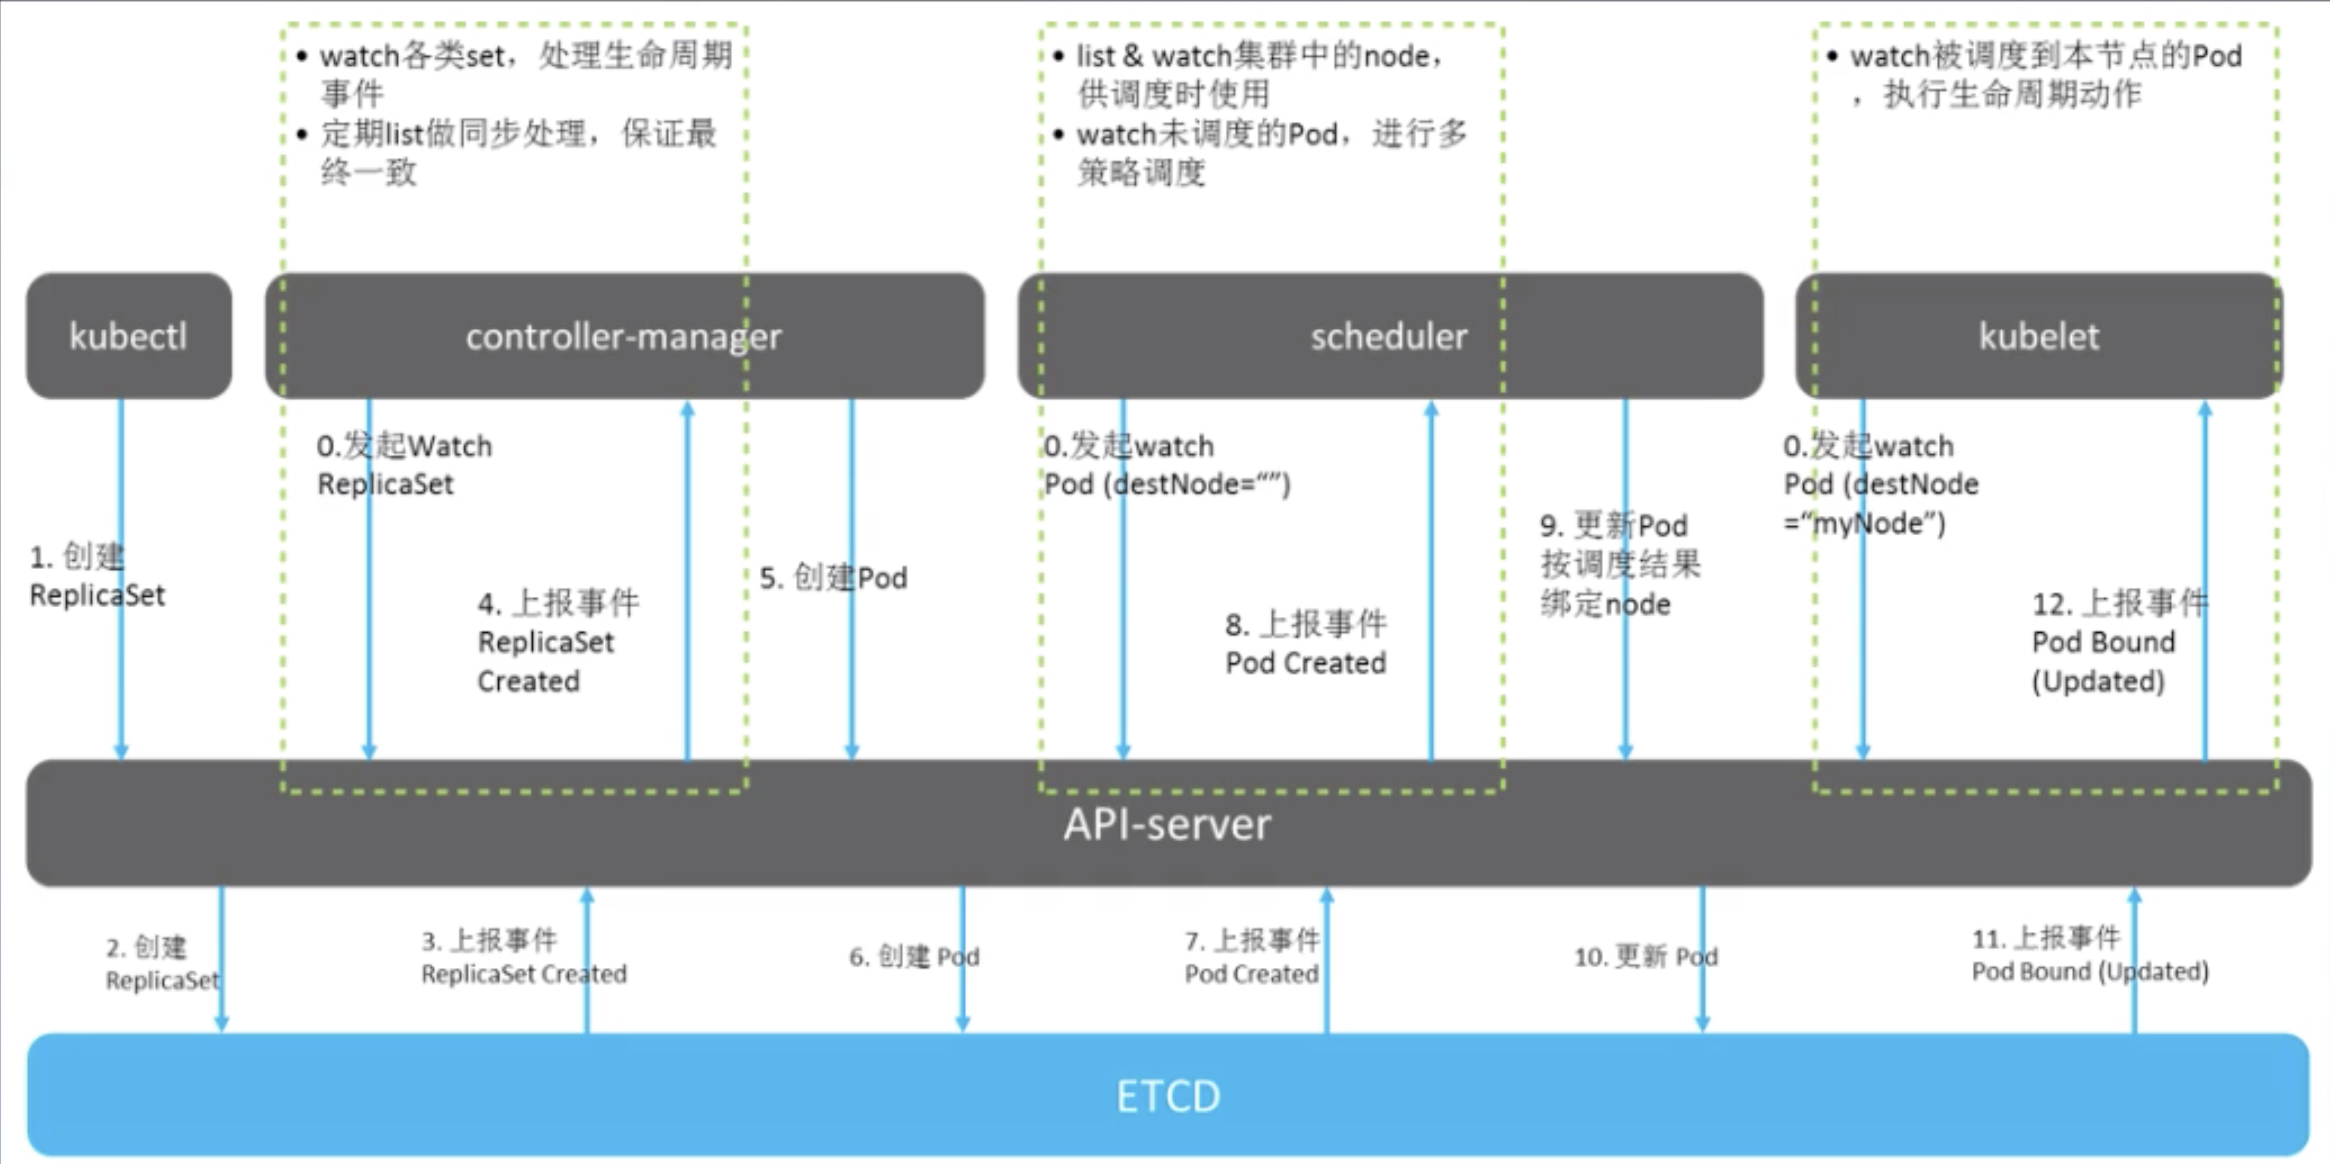 • watch各类set，处理生命周期
事件
• 定期list做同步处理，保证最
终一致
• list & watch集群中的node，
供调度时使用
• watch未调度的Pod，进行多
策略调度
• watch被调度到本节点的Pod
，执行生命周期动作
kubectl
controller-manager
scheduler
kubelet
1. 创建
ReplicaSet
0.发起Watch
ReplicaSet
4. 上报事件
ReplicaSet
Created
5. 创建Pod
0.发起watch
Pod (destNode=“”)
8. 上报事件
Pod Created
9. 更新Pod
按调度结果
绑定node
0.发起watch
Pod (destNode
=“myNode”)
12. 上报事件
Pod Bound
(Updated)
API-server
2. 创建
ReplicaSet
3. 上报事件
ReplicaSet Created
6. 创建 Pod
7. 上报事件
Pod Created
10. 更新 Pod
11. 上报事件
Pod Bound (Updated)
ETCD